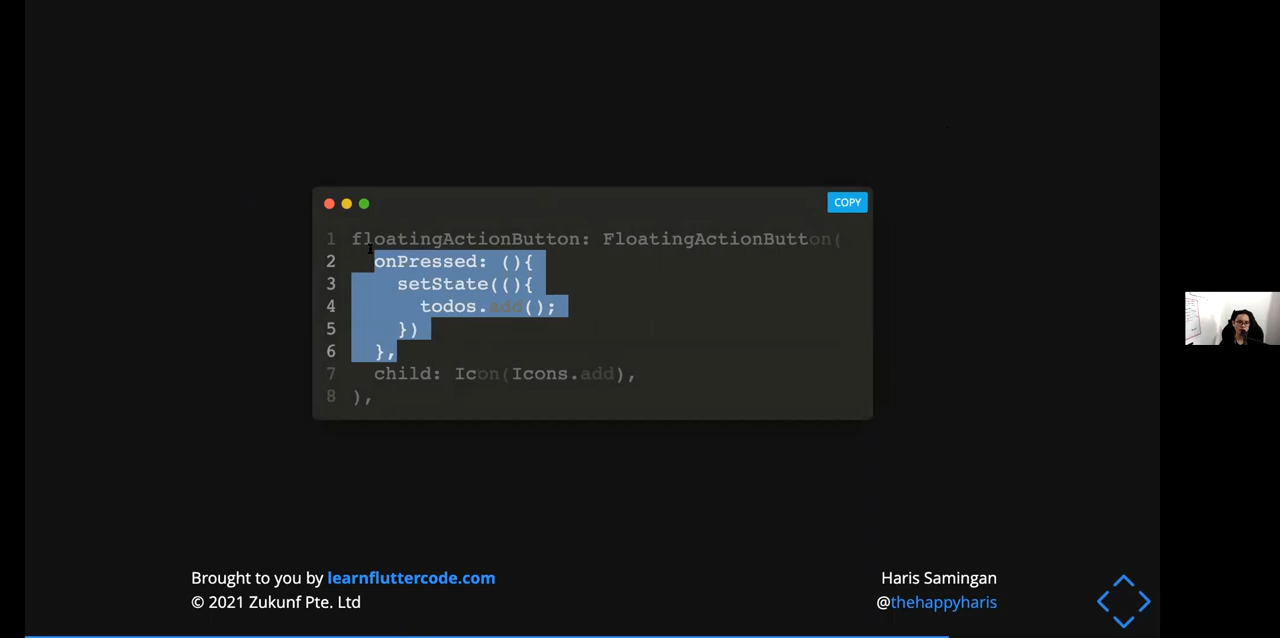 COPY
1 floatingActionButton: FloatingActionButton(
2 onPressed: (){
3 setState((){
4 todos.add();
5 })
6 },
7 child: Icon(Icons.add),
8 ),
Brought to you by learnfluttercode.com
© 2021 Zukunf Pte. Ltd
Haris Samingan
@thehappyharis